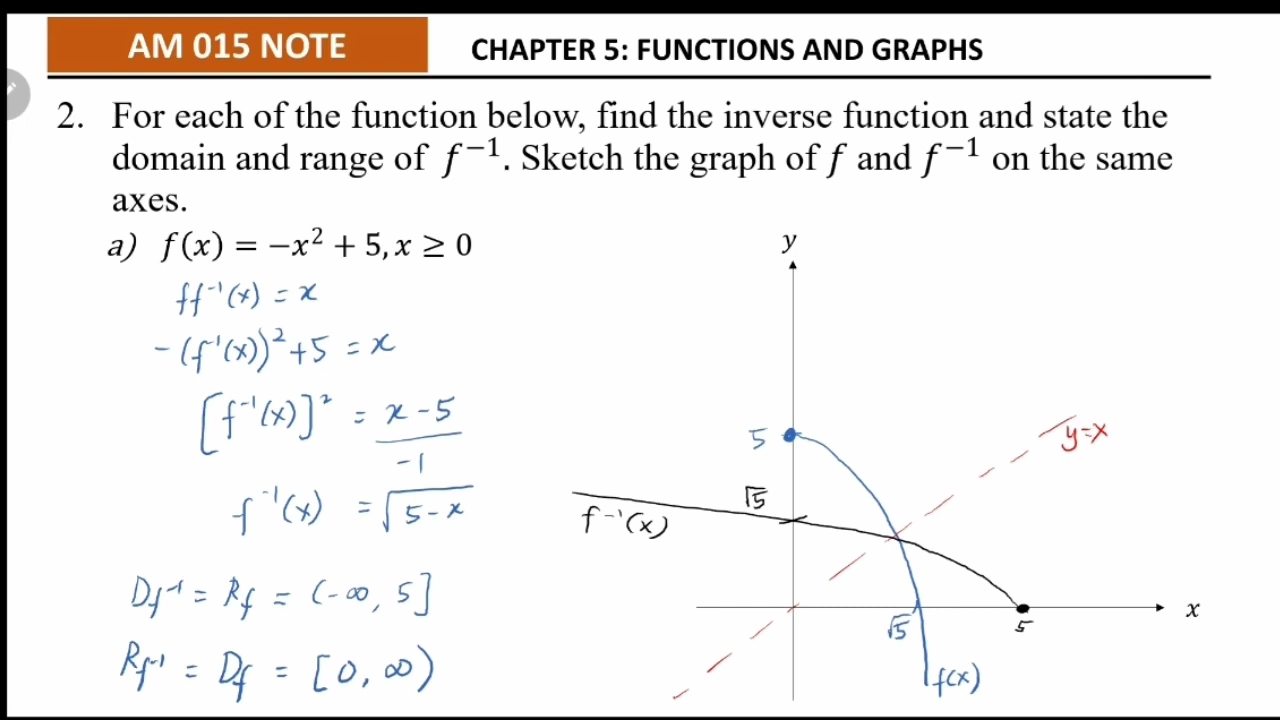 AM 015 NOTE
CHAPTER 5: FUNCTIONS AND GRAPHS
2. For each of the function below, find the inverse function and state the
domain and range of f⁻¹. Sketch the graph of f and f⁻¹ on the same
axes.
a) f(x) = −x² + 5, x ≥ 0
ff⁻¹(x) = x
−(f⁻¹(x))² + 5 = x
[f⁻¹(x)]² = x − 5
−1
f⁻¹(x) = √5 − x
Df⁻¹ = Rf = (−∞, 5]
Rf⁻¹ = Df = [0, ∞)
y
5
y=x
√5
f⁻¹(x)
x
√5
5
f(x)